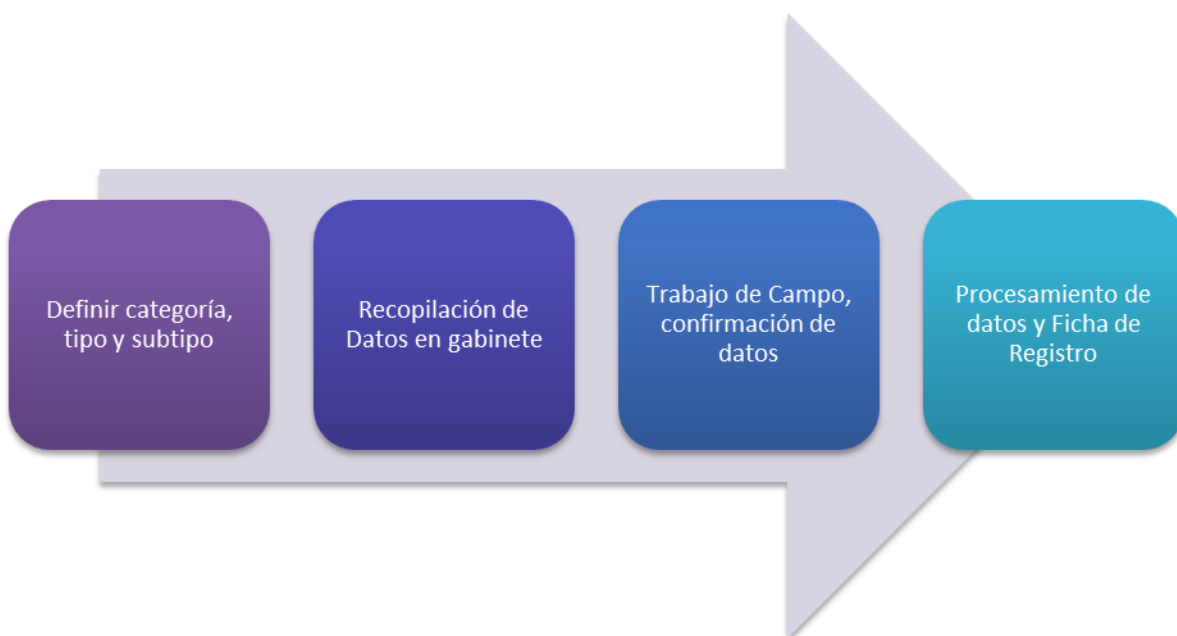 Definir categoría,
tipo y subtipo
Recopilación de
Datos en gabinete
Trabajo de Campo,
confirmación de
datos
Procesamiento de
datos y Ficha de
Registro